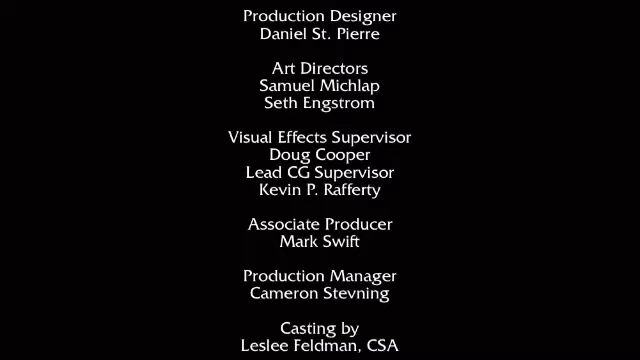 Production Designer
Daniel St. Pierre
Art Directors
Samuel Michlap
Seth Engstrom
Visual Effects Supervisor
Doug Cooper
Lead CG Supervisor
Kevin P. Rafferty
Associate Producer
Mark Swift
Production Manager
Cameron Stevning
Casting by
Leslee Feldman, CSA